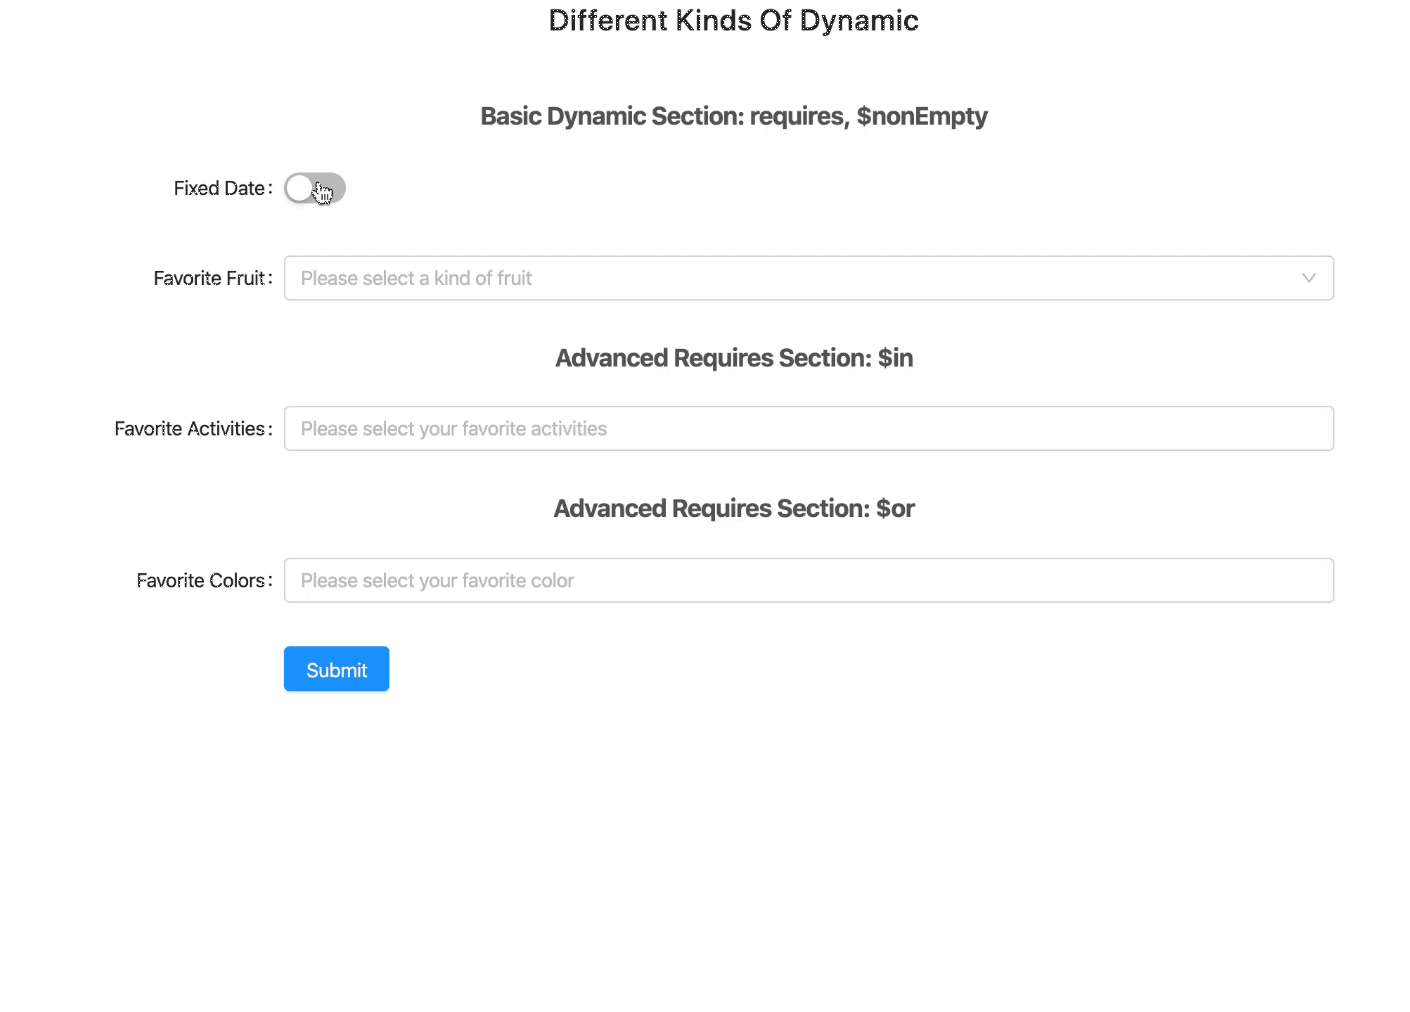 Different Kinds Of Dynamic
Basic Dynamic Section: requires, $nonEmpty
Fixed Date:
Favorite Fruit: Please select a kind of fruit
Advanced Requires Section: $in
Favorite Activities: Please select your favorite activities
Advanced Requires Section: $or
Favorite Colors: Please select your favorite color
Submit